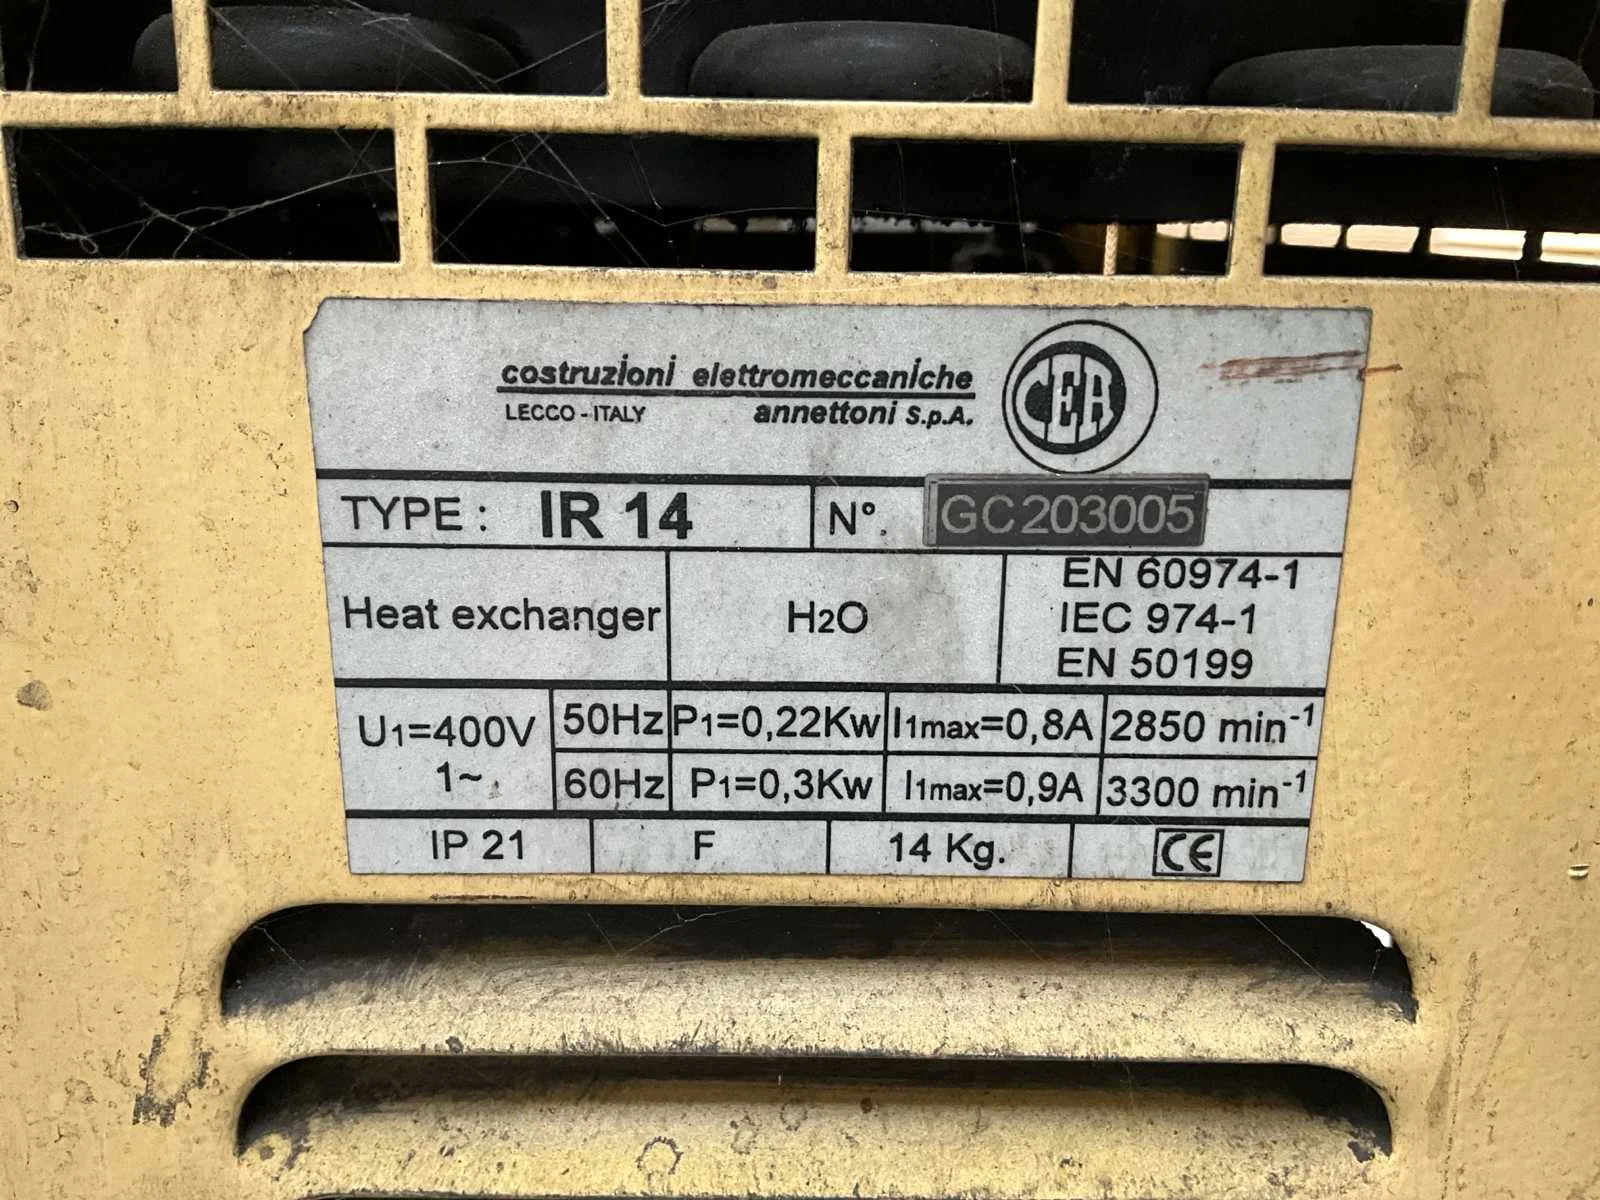 costruzioni elettromeccaniche
LECCO - ITALY annettoni S.p.A.
CEA
TYPE : IR 14 N°. GC203005
Heat exchanger H2O
EN 60974-1
IEC 974-1
EN 50199
U1=400V
1~
50Hz P1=0,22Kw I1max=0,8A 2850 min-1
60Hz P1=0,3Kw I1max=0,9A 3300 min-1
IP 21 F 14 Kg. CE